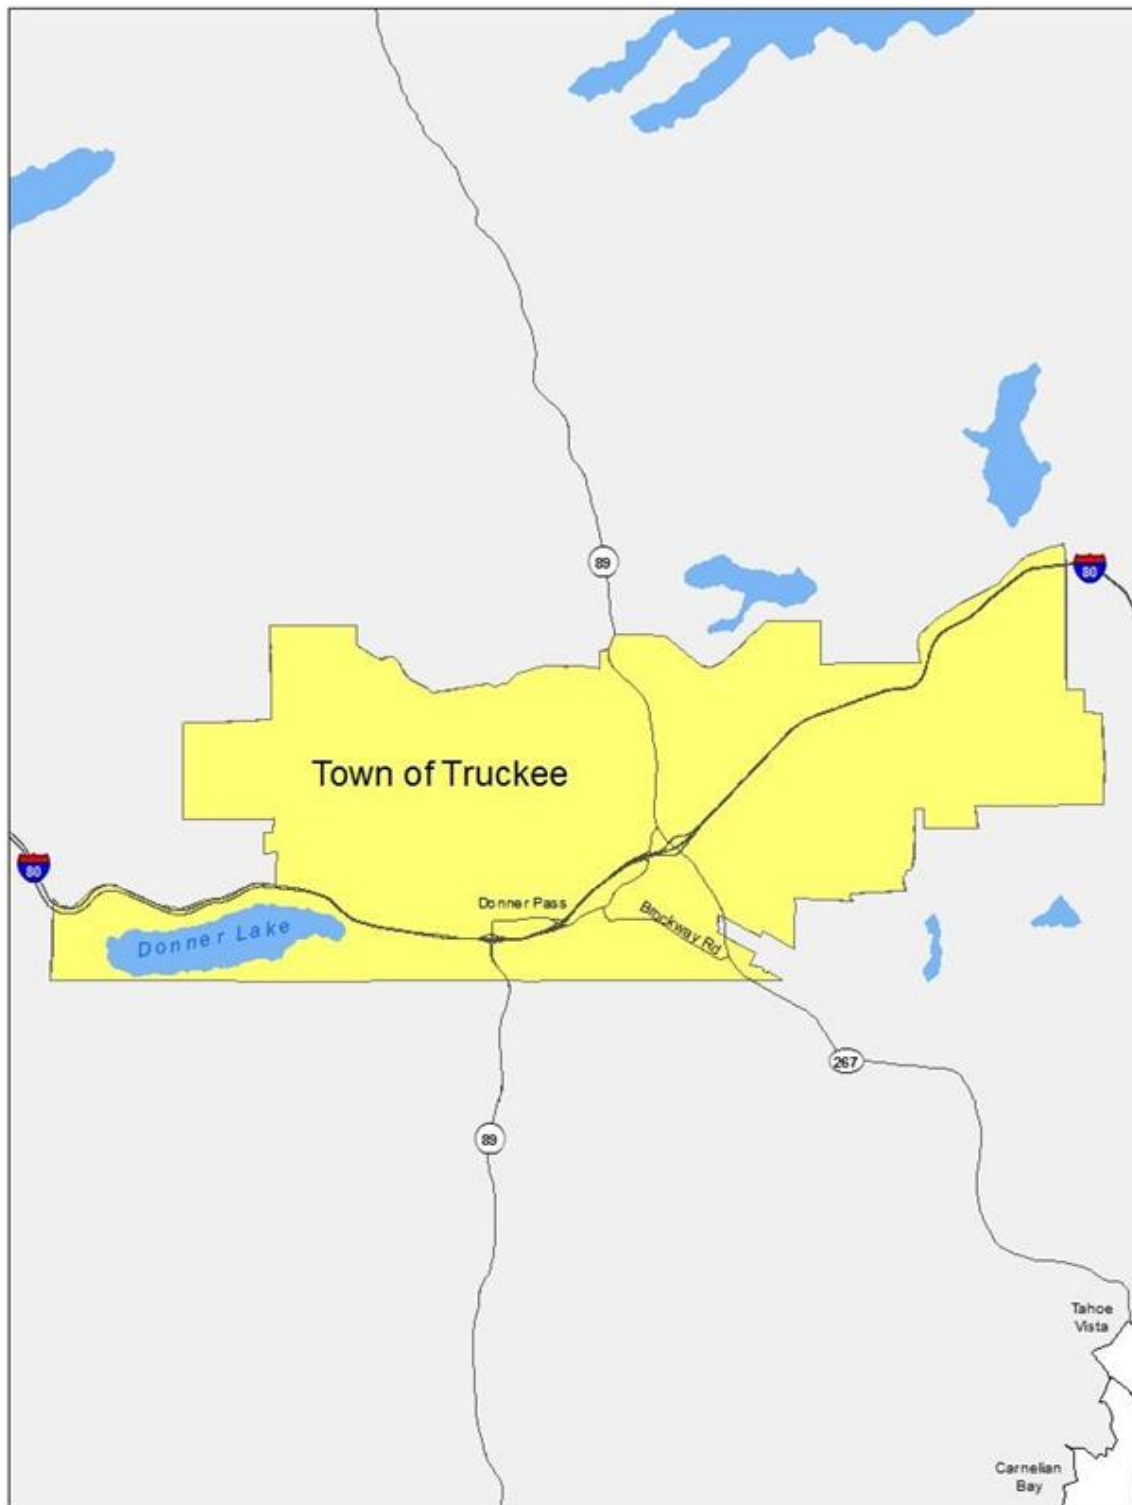 89
80
Town of Truckee
80
Donner Pass
Brockway Rd
Donner Lake
267
89
Tahoe
Vista
Carnelian
Bay